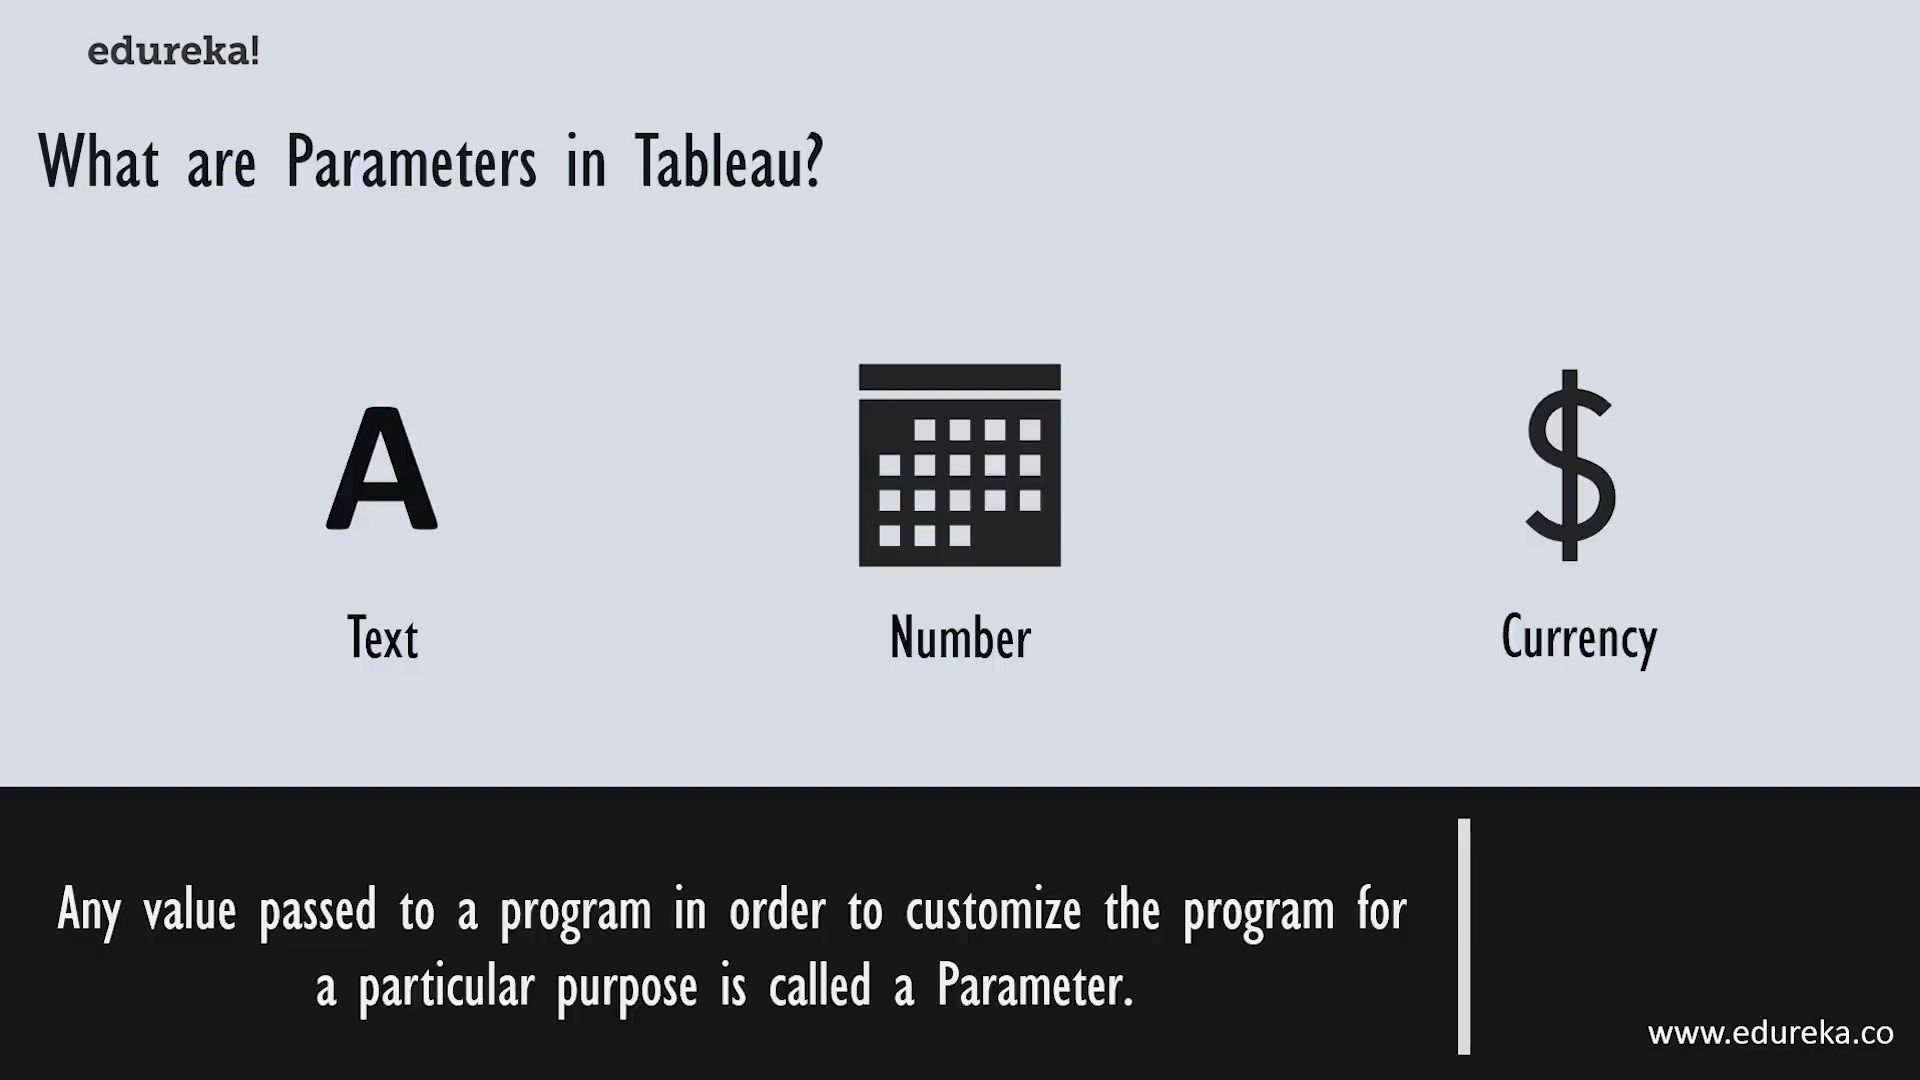 edureka!
What are Parameters in Tableau?
A
$
Text
Number
Currency
Any value passed to a program in order to customize the program for
a particular purpose is called a Parameter.
www.edureka.co